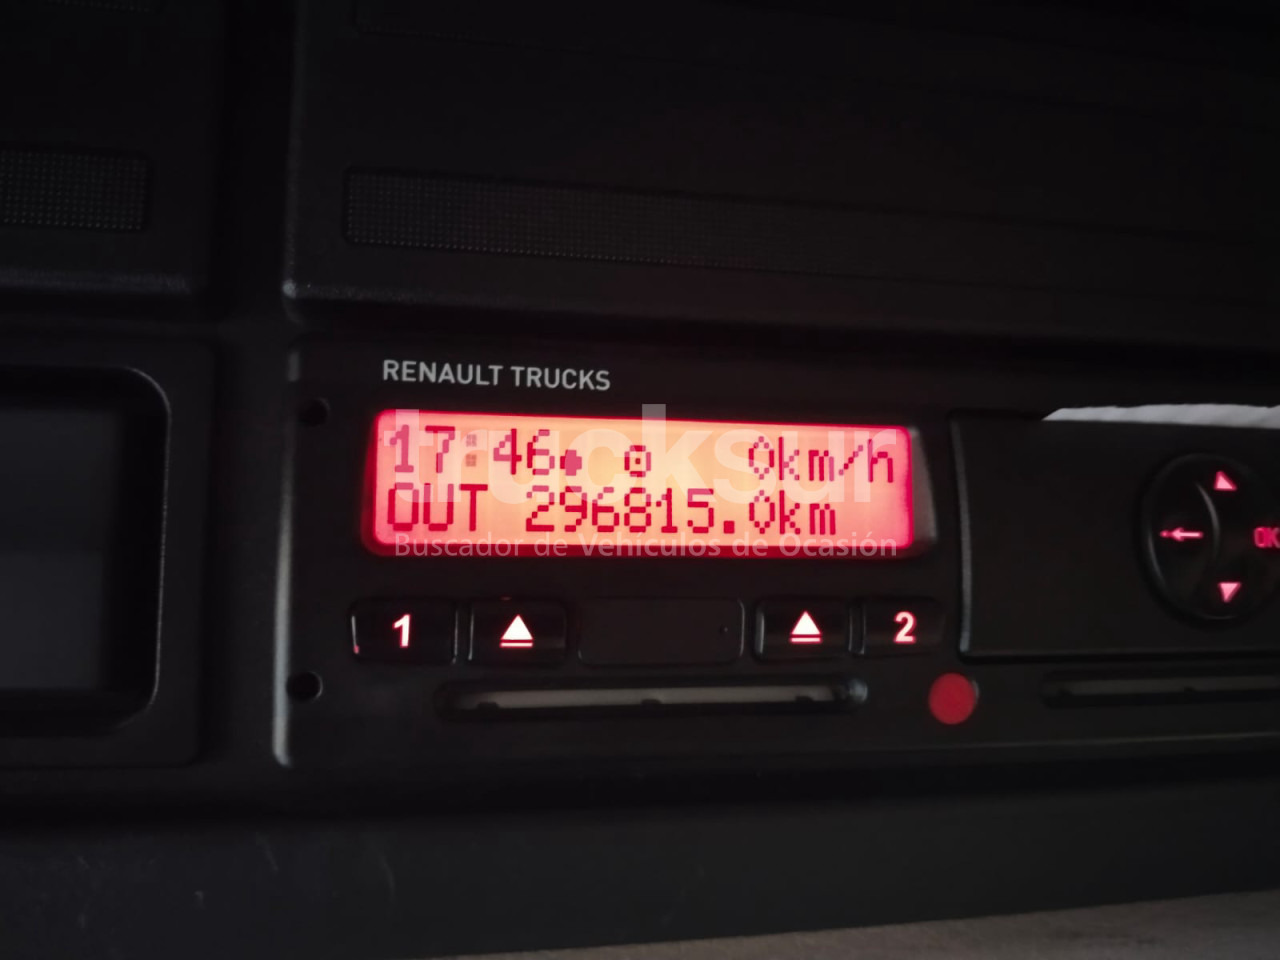 RENAULT TRUCKS
17:46 0km/h
OUT 296815.0km
trucksur
Buscador de Vehículos de Ocasión
1 2
OK